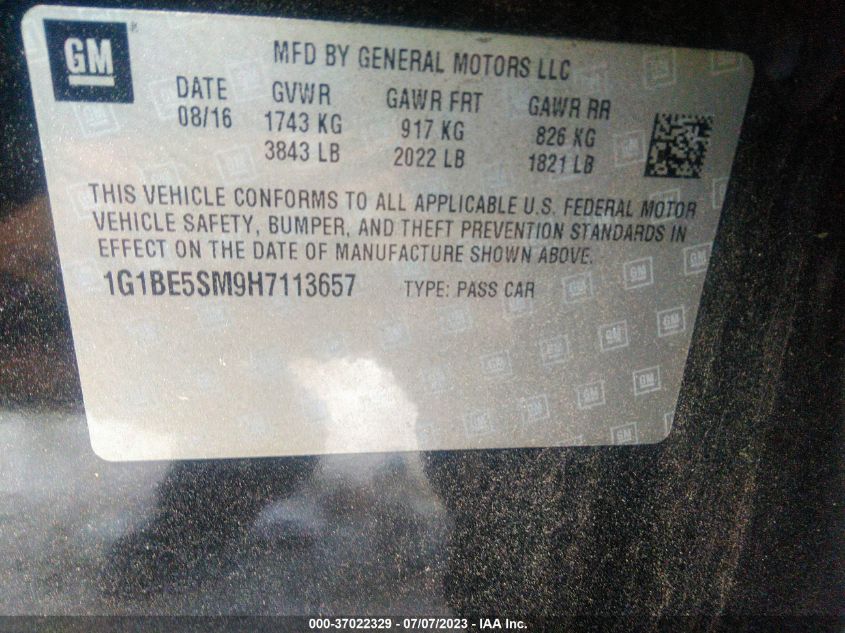 GM
MFD BY GENERAL MOTORS LLC
DATE GVWR GAWR FRT GAWR RR
08/16 1743 KG 917 KG 826 KG
3843 LB 2022 LB 1821 LB
THIS VEHICLE CONFORMS TO ALL APPLICABLE U.S. FEDERAL MOTOR
VEHICLE SAFETY, BUMPER, AND THEFT PREVENTION STANDARDS IN
EFFECT ON THE DATE OF MANUFACTURE SHOWN ABOVE.
1G1BE5SM9H7113657 TYPE: PASS CAR
000-37022329 - 07/07/2023 - IAA Inc.